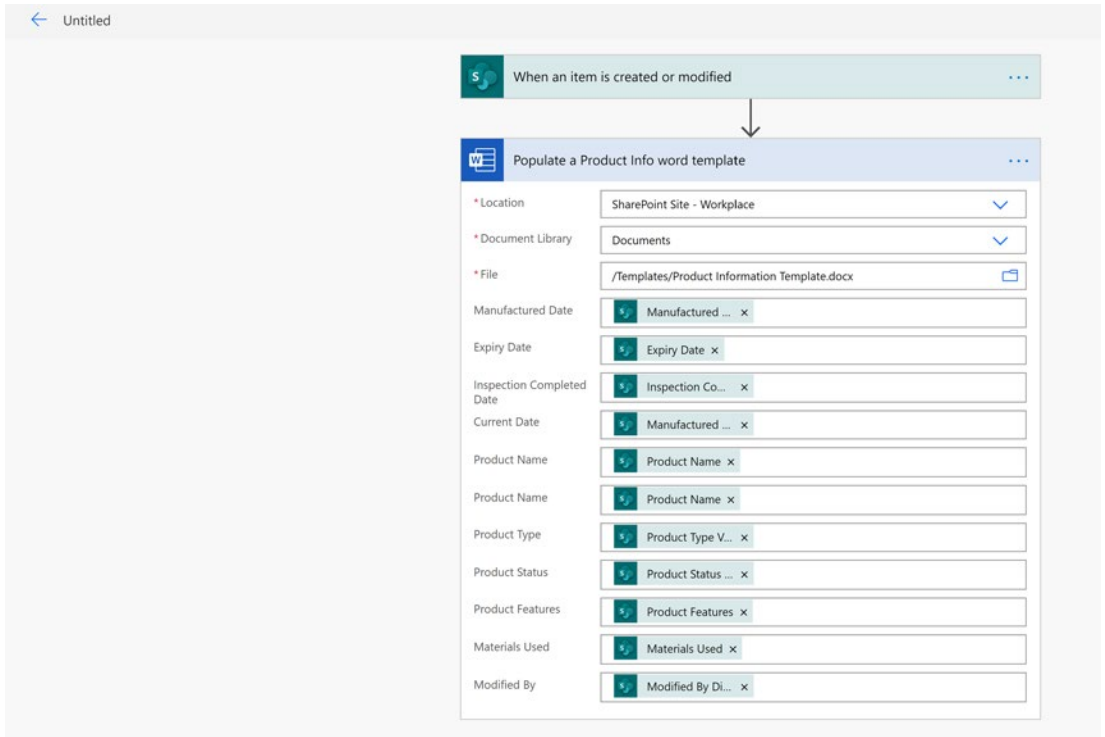 Untitled
When an item is created or modified
Populate a Product Info word template
* Location
SharePoint Site - Workplace
* Document Library
Documents
* File
/Templates/Product Information Template.docx
Manufactured Date
Manufactured ... ×
Expiry Date
Expiry Date ×
Inspection Completed
Date
Inspection Co... ×
Current Date
Manufactured ... ×
Product Name
Product Name ×
Product Name
Product Name ×
Product Type
Product Type V... ×
Product Status
Product Status ... ×
Product Features
Product Features ×
Materials Used
Materials Used ×
Modified By
Modified By Di... ×